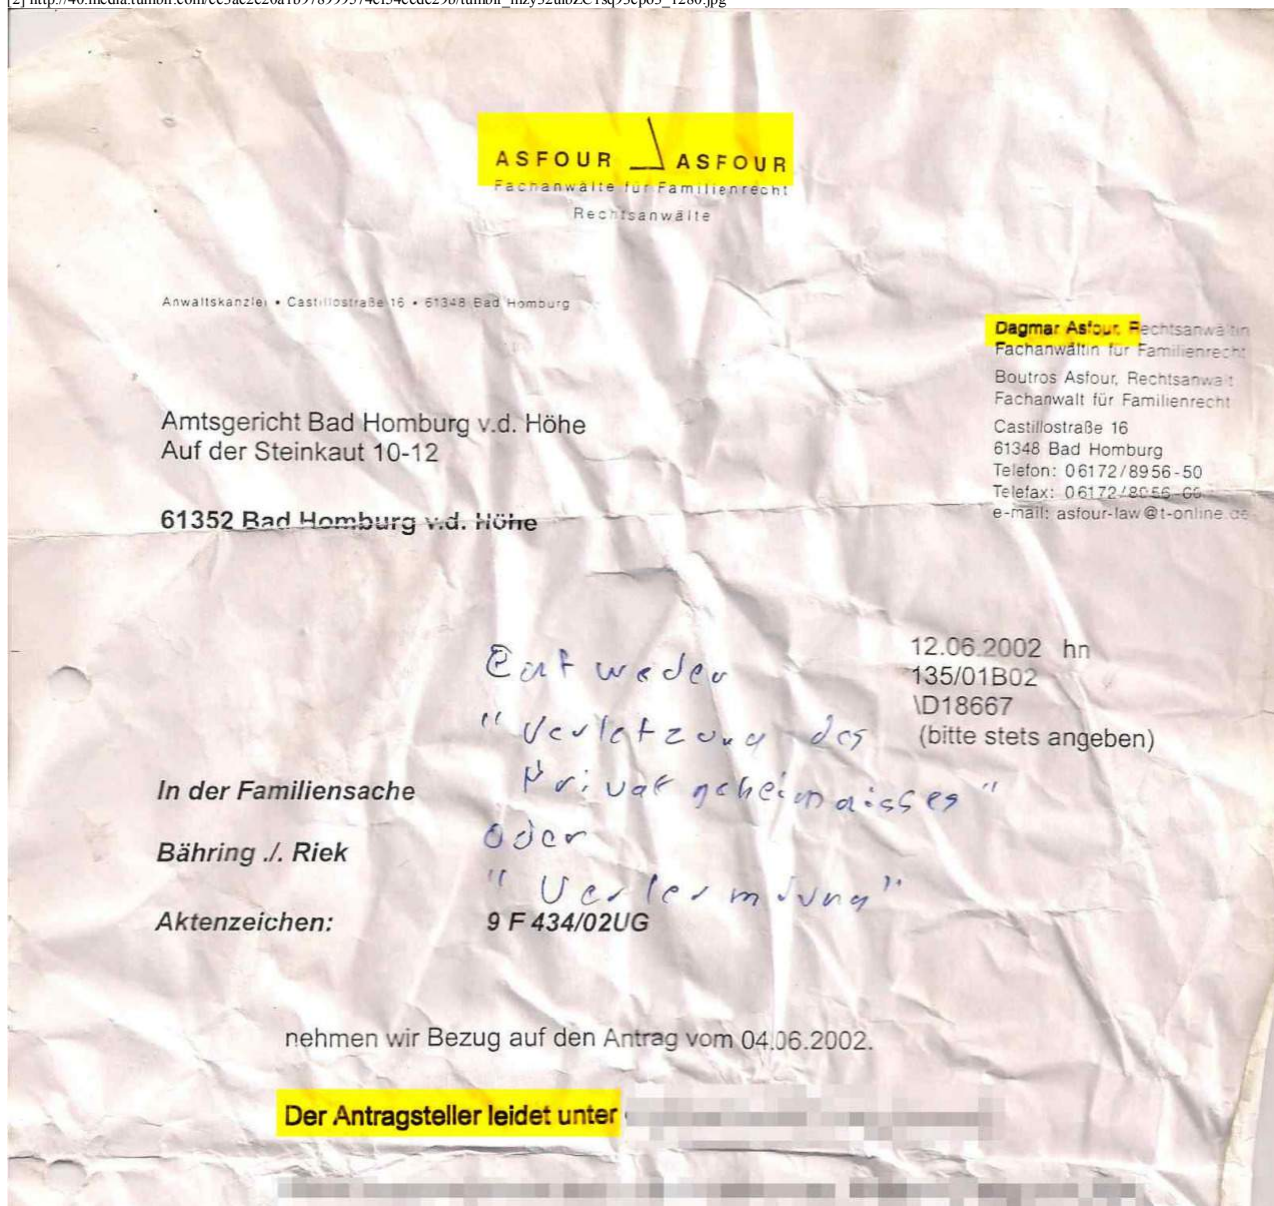 ASFOUR ASFOUR
Fachanwälte für Familienrecht
Rechtsanwälte
Anwaltskanzlei • Castillostraße 16 • 61348 Bad Homburg
Dagmar Asfour, Rechtsanwältin
Fachanwältin für Familienrecht
Boutros Asfour, Rechtsanwalt
Fachanwalt für Familienrecht
Castillostraße 16
61348 Bad Homburg
Telefon: 06172/8956-50
Telefax: 06172/8956-66
e-mail: asfour-law@t-online.de
Amtsgericht Bad Homburg v.d. Höhe
Auf der Steinkaut 10-12
61352 Bad Homburg v.d. Höhe
12.06.2002 hn
135/01B02
\D18667
(bitte stets angeben)
Entweder
"Verletzung des
Privatgeheimnisses"
oder
"Verleumdung"
In der Familiensache
Bähring ./. Riek
Aktenzeichen: 9 F 434/02UG
nehmen wir Bezug auf den Antrag vom 04.06.2002.
Der Antragsteller leidet unter